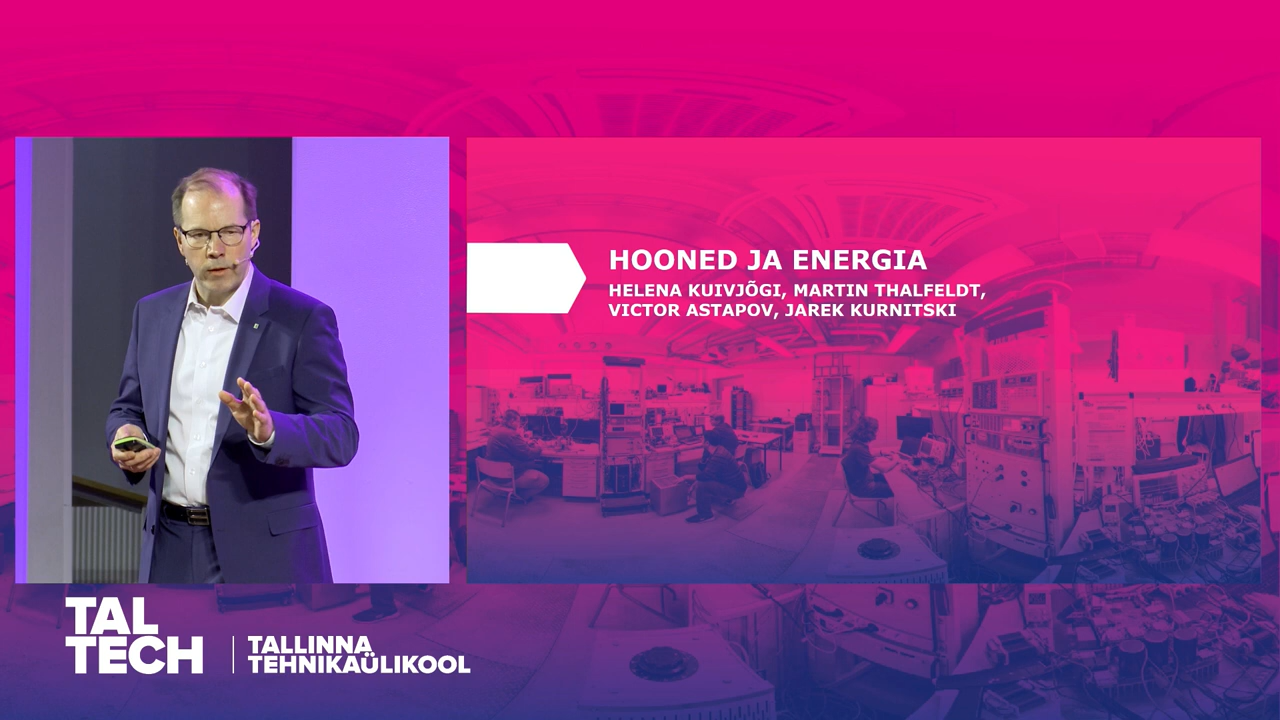 HOONED JA ENERGIA
HELENA KUIVJÕGI, MARTIN THALFELDT,
VICTOR ASTAPOV, JAREK KURNITSKI
TAL
TECH
TALLINNA
TEHNIKAÜLIKOOL